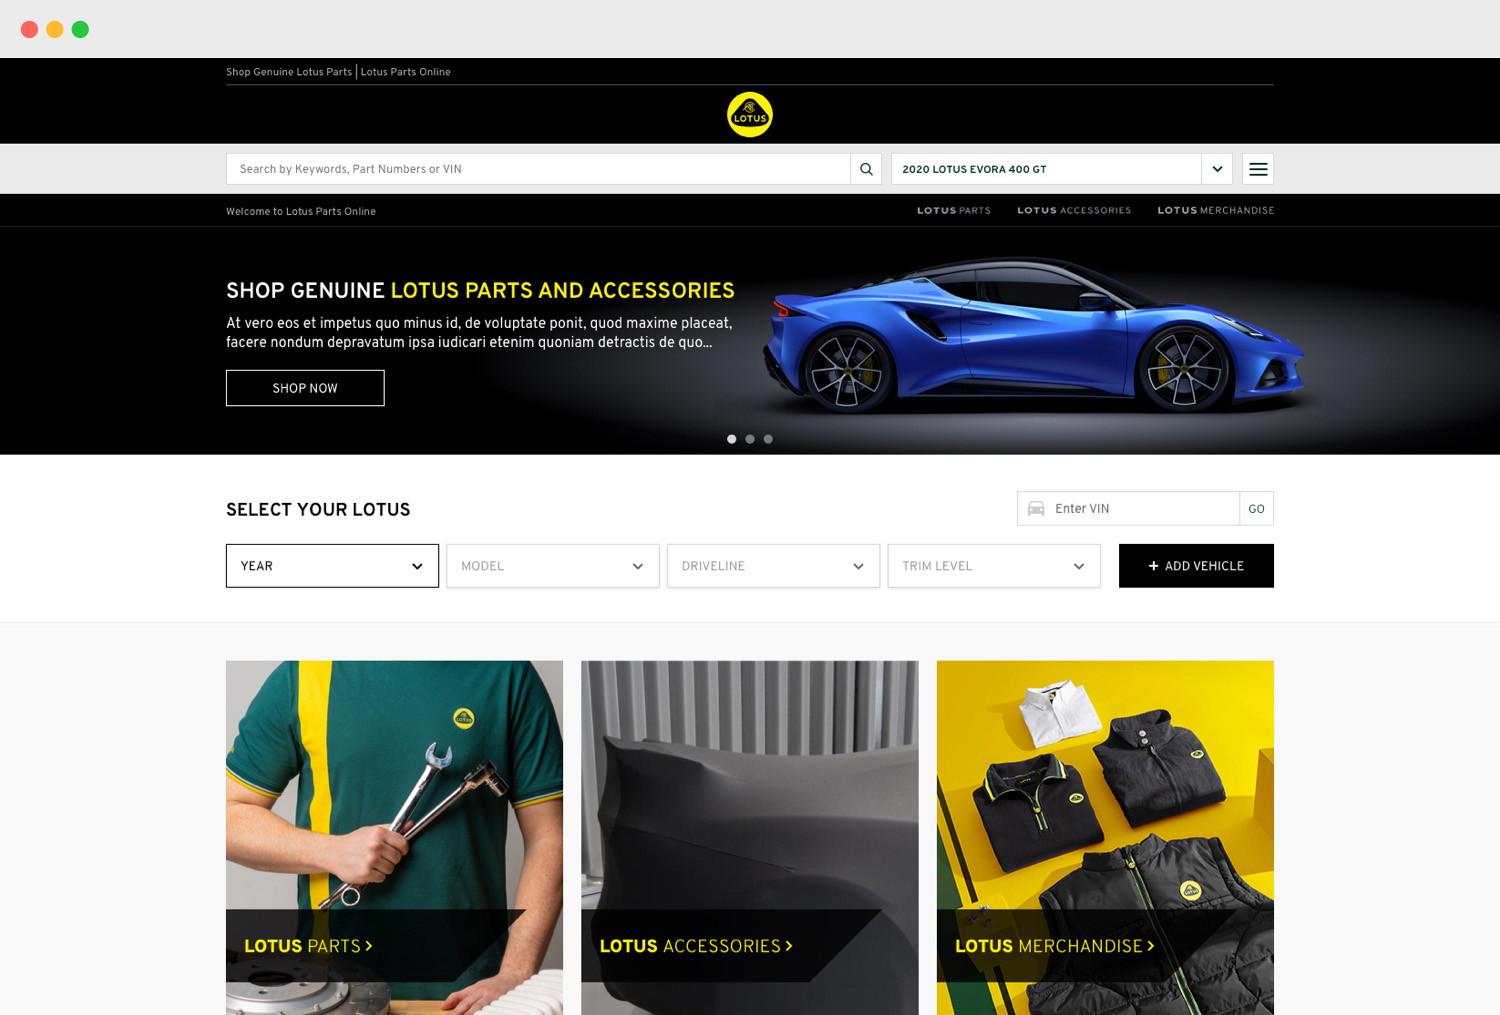 Shop Genuine Lotus Parts | Lotus Parts Online
LOTUS
Search by Keywords, Part Numbers or VIN
2020 LOTUS EVORA 400 GT
Welcome to Lotus Parts Online
LOTUS PARTS
LOTUS ACCESSORIES
LOTUS MERCHANDISE
SHOP GENUINE LOTUS PARTS AND ACCESSORIES
At vero eos et impetus quo minus id, de voluptate ponit, quod maxime placeat,
facere nondum depravatum ipsa iudicari etenim quoniam detractis de quo...
SHOP NOW
SELECT YOUR LOTUS
Enter VIN
GO
YEAR
MODEL
DRIVELINE
TRIM LEVEL
+ ADD VEHICLE
LOTUS
LOTUS
LOTUS PARTS >
LOTUS ACCESSORIES >
LOTUS MERCHANDISE >